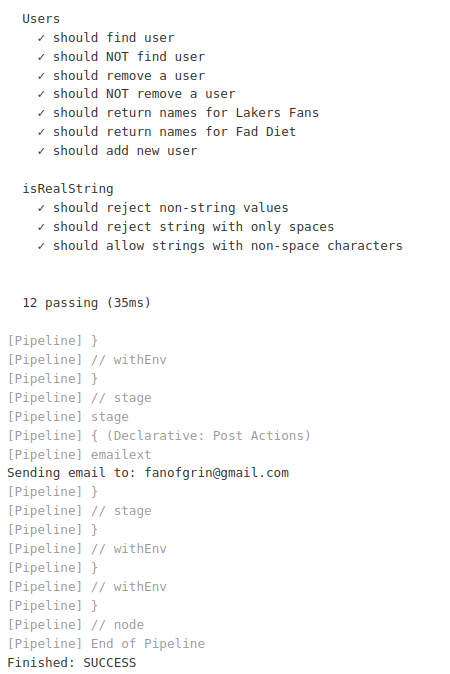 Users
✓ should find user
✓ should NOT find user
✓ should remove a user
✓ should NOT remove a user
✓ should return names for Lakers Fans
✓ should return names for Fad Diet
✓ should add new user
isRealString
✓ should reject non-string values
✓ should reject string with only spaces
✓ should allow strings with non-space characters
12 passing (35ms)
[Pipeline] }
[Pipeline] // withEnv
[Pipeline] }
[Pipeline] // stage
[Pipeline] stage
[Pipeline] { (Declarative: Post Actions)
[Pipeline] emailext
Sending email to: fanofgrin@gmail.com
[Pipeline] }
[Pipeline] // stage
[Pipeline] }
[Pipeline] // withEnv
[Pipeline] }
[Pipeline] // withEnv
[Pipeline] }
[Pipeline] // node
[Pipeline] End of Pipeline
Finished: SUCCESS